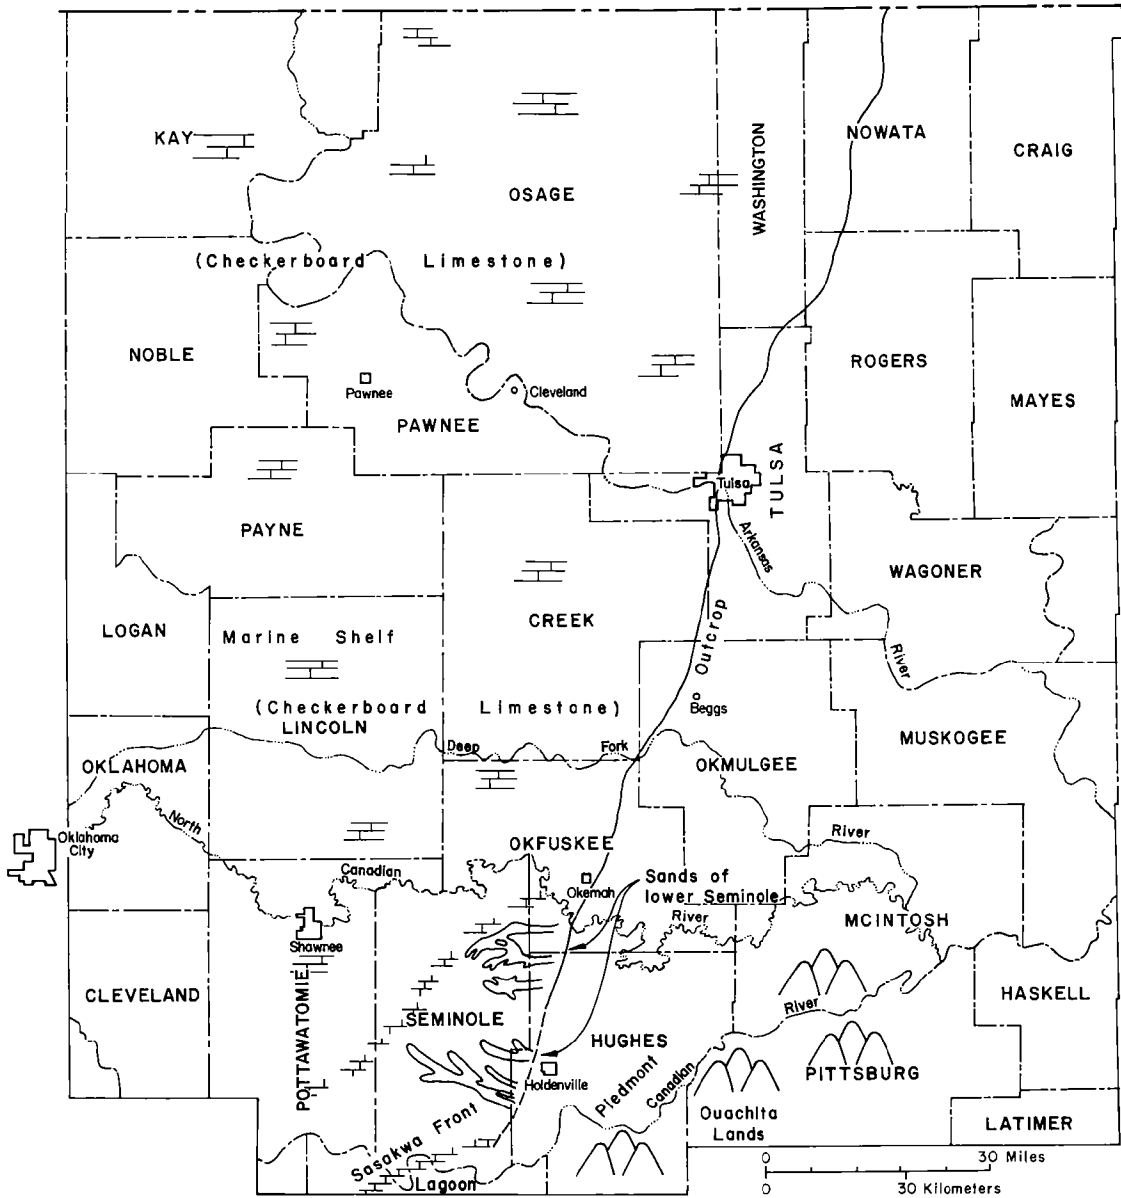 KAY
NOWATA
CRAIG
WASHINGTON
OSAGE
(Checkerboard Limestone)
NOBLE
Pawnee
Cleveland
PAWNEE
ROGERS
MAYES
TULSA
Tulsa
PAYNE
Arkansas
WAGONER
LOGAN
Marine Shelf
CREEK
Outcrop
River
(Checkerboard Limestone)
LINCOLN
Beggs
Deep Fork
MUSKOGEE
OKLAHOMA
OKMULGEE
North
Oklahoma
City
River
OKFUSKEE
Canadian
Okemah
Sands of
lower Seminole
River
MCINTOSH
Shawnee
CLEVELAND
POTTAWATOMIE
HASKELL
River
SEMINOLE
HUGHES
Holdenville
Piedmont
Canadian
PITTSBURG
Sasakwa Front
Ouachita
Lands
LATIMER
Lagoon
0 30 Miles
0 30 Kilometers